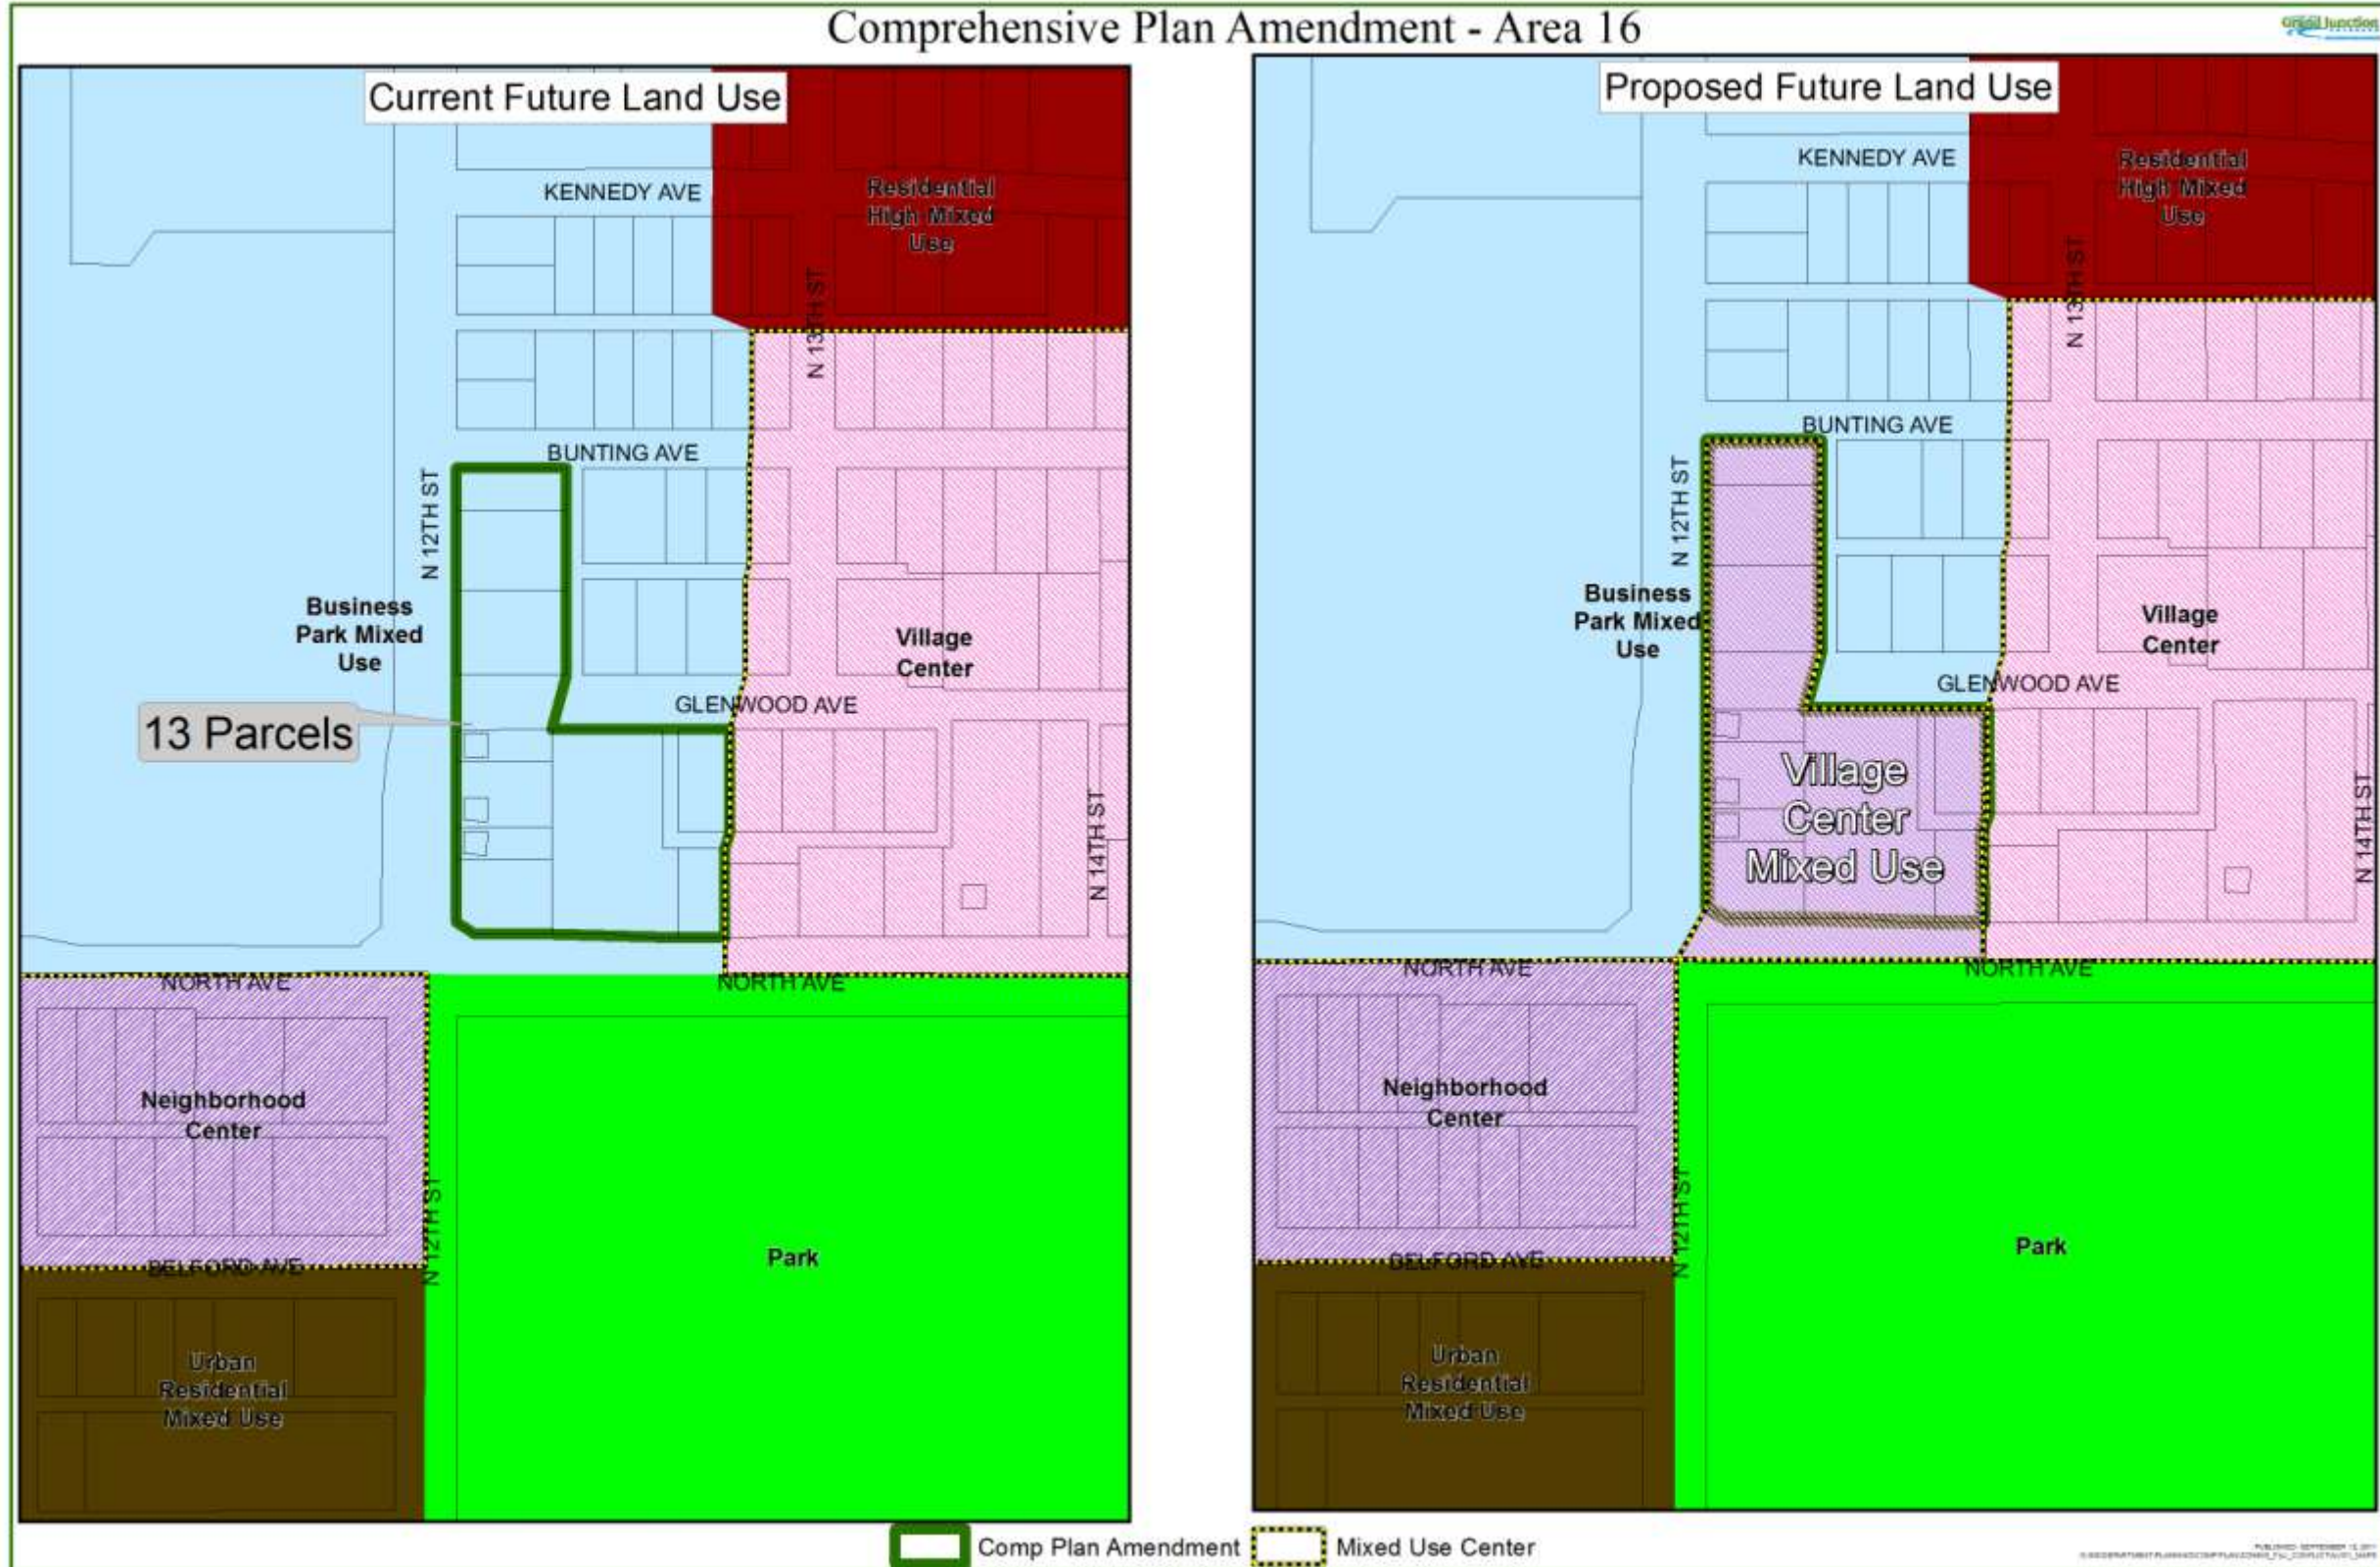 Comprehensive Plan Amendment - Area 16
Grand Junction
Current Future Land Use
KENNEDY AVE
Residential
High Mixed
Use
N 13TH ST
BUNTING AVE
N 12TH ST
Business
Park Mixed
Use
Village
Center
GLENWOOD AVE
13 Parcels
N 14TH ST
NORTH AVE
NORTH AVE
Neighborhood
Center
N 12TH ST
BELFORD AVE
Park
Urban
Residential
Mixed Use
Proposed Future Land Use
KENNEDY AVE
Residential
High Mixed
Use
N 13TH ST
BUNTING AVE
N 12TH ST
Business
Park Mixed
Use
Village
Center
GLENWOOD AVE
Village
Center
Mixed Use
N 14TH ST
NORTH AVE
NORTH AVE
Neighborhood
Center
N 12TH ST
BELFORD AVE
Park
Urban
Residential
Mixed Use
Comp Plan Amendment
Mixed Use Center